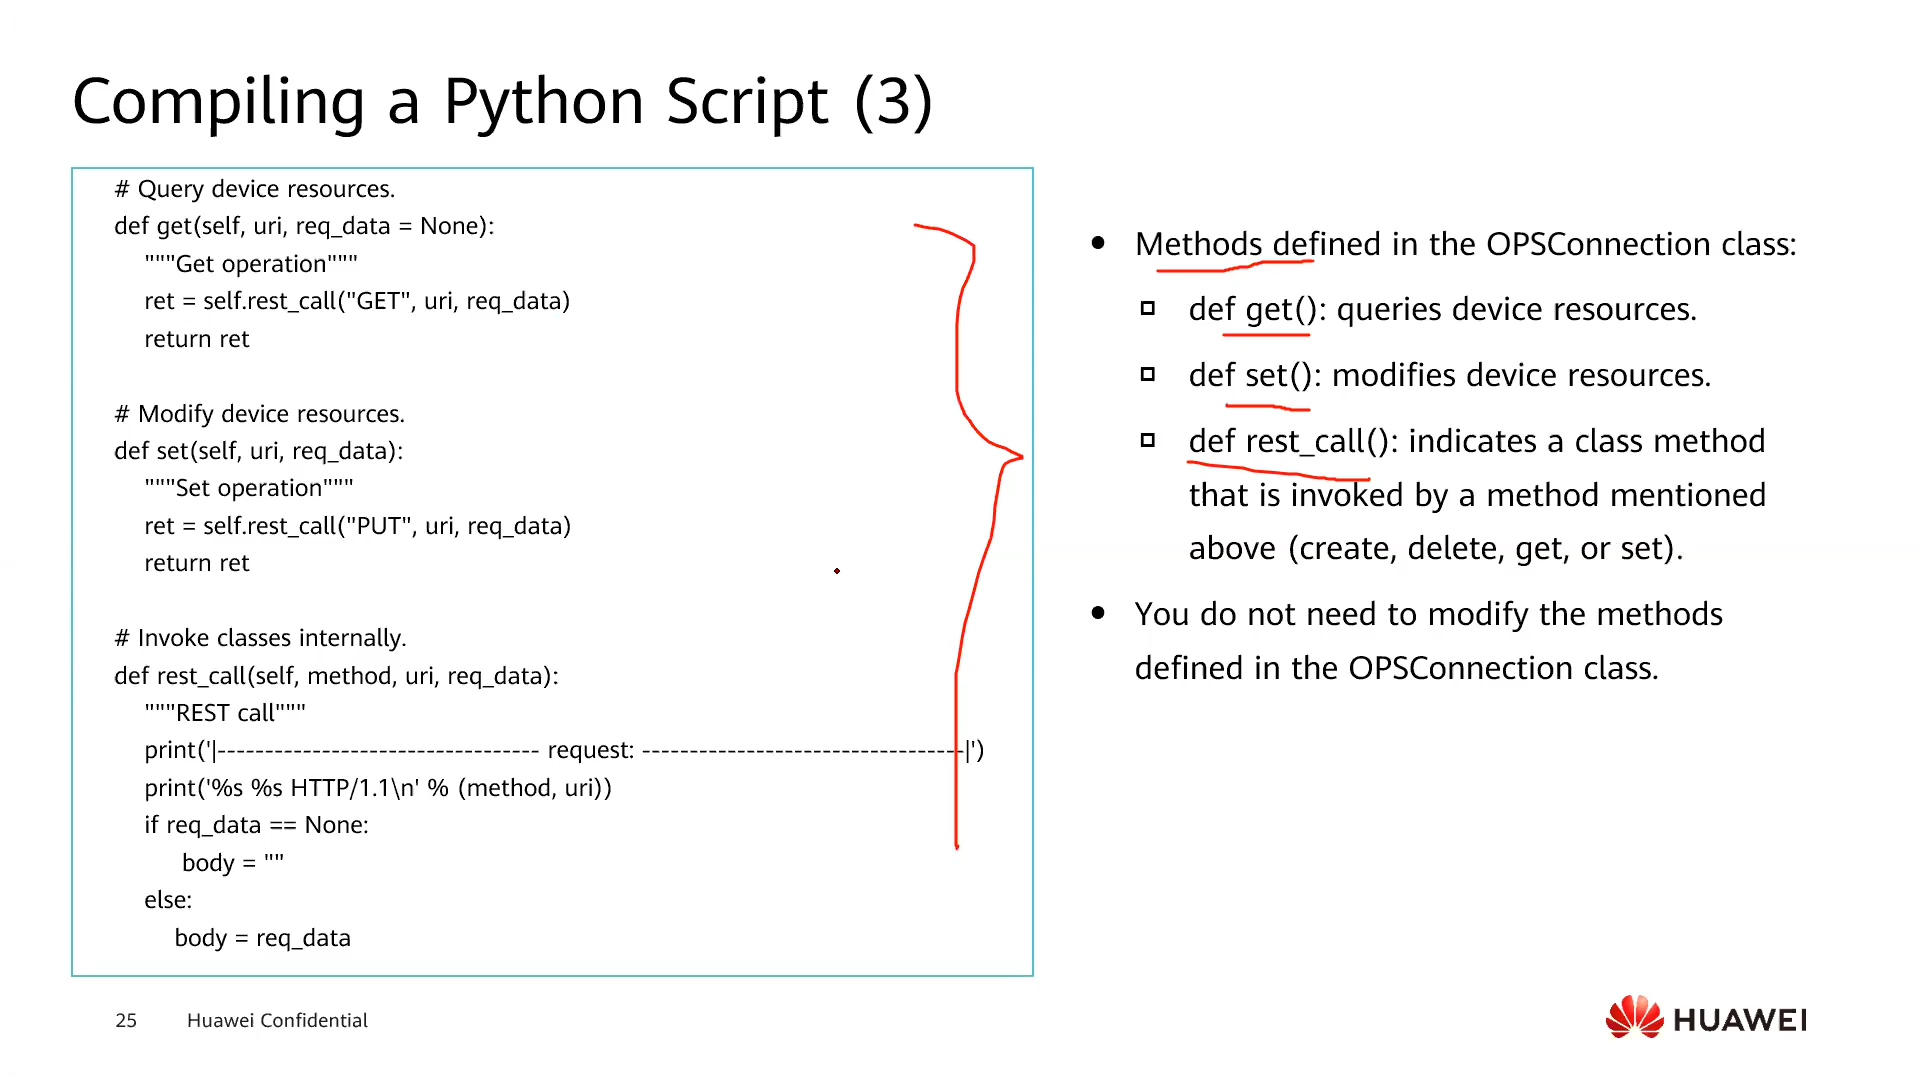 Compiling a Python Script (3)
# Query device resources.
def get(self, uri, req_data = None):
"""Get operation"""
ret = self.rest_call("GET", uri, req_data)
return ret
# Modify device resources.
def set(self, uri, req_data):
"""Set operation"""
ret = self.rest_call("PUT", uri, req_data)
return ret
# Invoke classes internally.
def rest_call(self, method, uri, req_data):
"""REST call"""
print('|---------------------------------- request: ----------------------------------|')
print('%s %s HTTP/1.1\n' % (method, uri))
if req_data == None:
body = ""
else:
body = req_data
Methods defined in the OPSConnection class:
def get(): queries device resources.
def set(): modifies device resources.
def rest_call(): indicates a class method
that is invoked by a method mentioned
above (create, delete, get, or set).
You do not need to modify the methods
defined in the OPSConnection class.
25 Huawei Confidential
HUAWEI